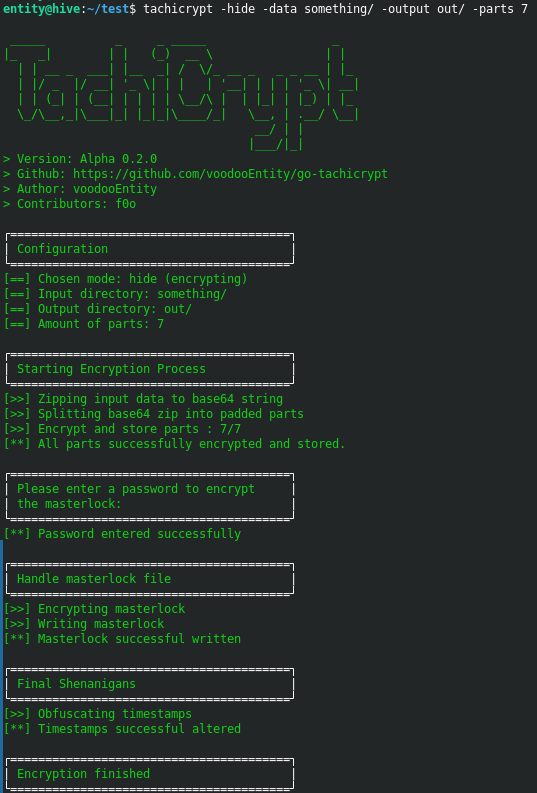 entity@hive:~/test$ tachicrypt -hide -data something/ -output out/ -parts 7
TachiCrypt
> Version: Alpha 0.2.0
> Github: https://github.com/voodooEntity/go-tachicrypt
> Author: voodooEntity
> Contributors: f0o
Configuration
[==] Chosen mode: hide (encrypting)
[==] Input directory: something/
[==] Output directory: out/
[==] Amount of parts: 7
Starting Encryption Process
[>>] Zipping input data to base64 string
[>>] Splitting base64 zip into padded parts
[>>] Encrypt and store parts : 7/7
[**] All parts successfully encrypted and stored.
Please enter a password to encrypt
the masterlock:
[**] Password entered successfully
Handle masterlock file
[>>] Encrypting masterlock
[>>] Writing masterlock
[**] Masterlock successful written
Final Shenanigans
[>>] Obfuscating timestamps
[**] Timestamps successful altered
Encryption finished